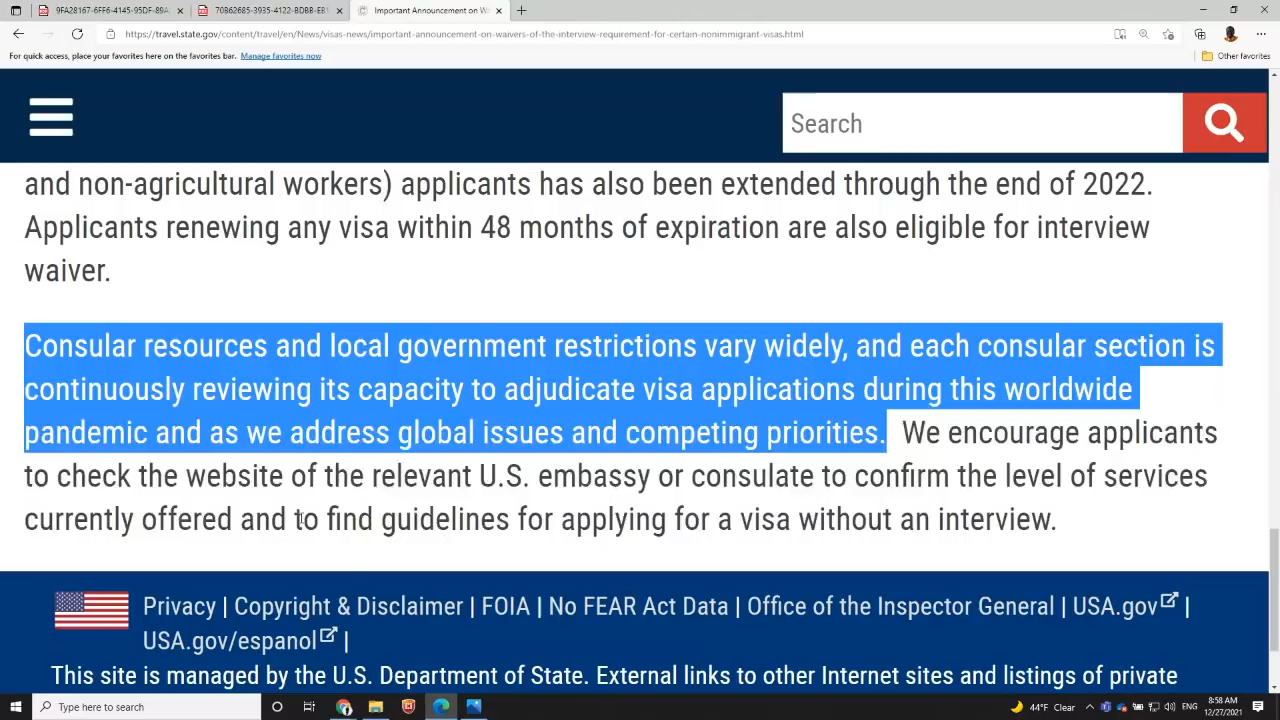 9FA28167-6FF6-4145-95DF-89A
70B62685-3935-4122-BDBB-EB1
Important Announcement on Wa
https://travel.state.gov/content/travel/en/News/visas-news/important-announcement-on-waivers-of-the-interview-requirement-for-certain-nonimmigrant-visas.html
For quick access, place your favorites here on the favorites bar. Manage favorites now
Other favorites
Search
and non-agricultural workers) applicants has also been extended through the end of 2022.
Applicants renewing any visa within 48 months of expiration are also eligible for interview
waiver.
Consular resources and local government restrictions vary widely, and each consular section is
continuously reviewing its capacity to adjudicate visa applications during this worldwide
pandemic and as we address global issues and competing priorities. We encourage applicants
to check the website of the relevant U.S. embassy or consulate to confirm the level of services
currently offered and to find guidelines for applying for a visa without an interview.
Privacy | Copyright & Disclaimer | FOIA | No FEAR Act Data | Office of the Inspector General | USA.gov |
USA.gov/espanol |
This site is managed by the U.S. Department of State. External links to other Internet sites and listings of private
Type here to search
44°F Clear
ENG
8:58 AM
12/27/2021